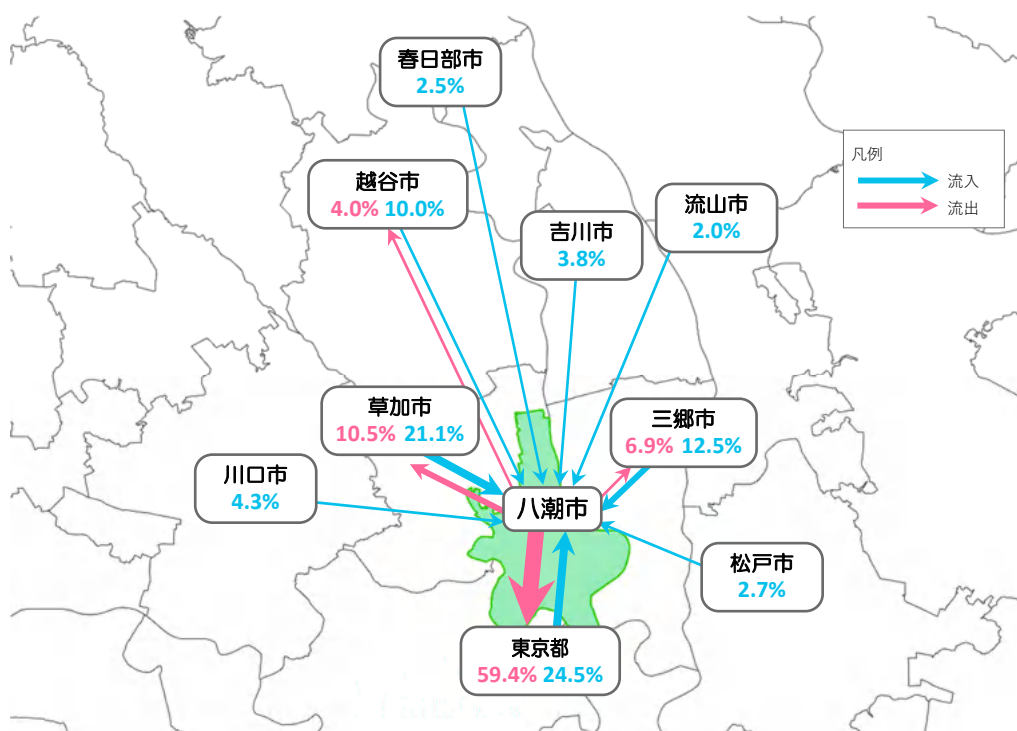 春日部市
2.5%
凡例
流入
流出
越谷市
4.0% 10.0%
流山市
2.0%
吉川市
3.8%
草加市
10.5% 21.1%
三郷市
6.9% 12.5%
川口市
4.3%
八潮市
松戸市
2.7%
東京都
59.4% 24.5%